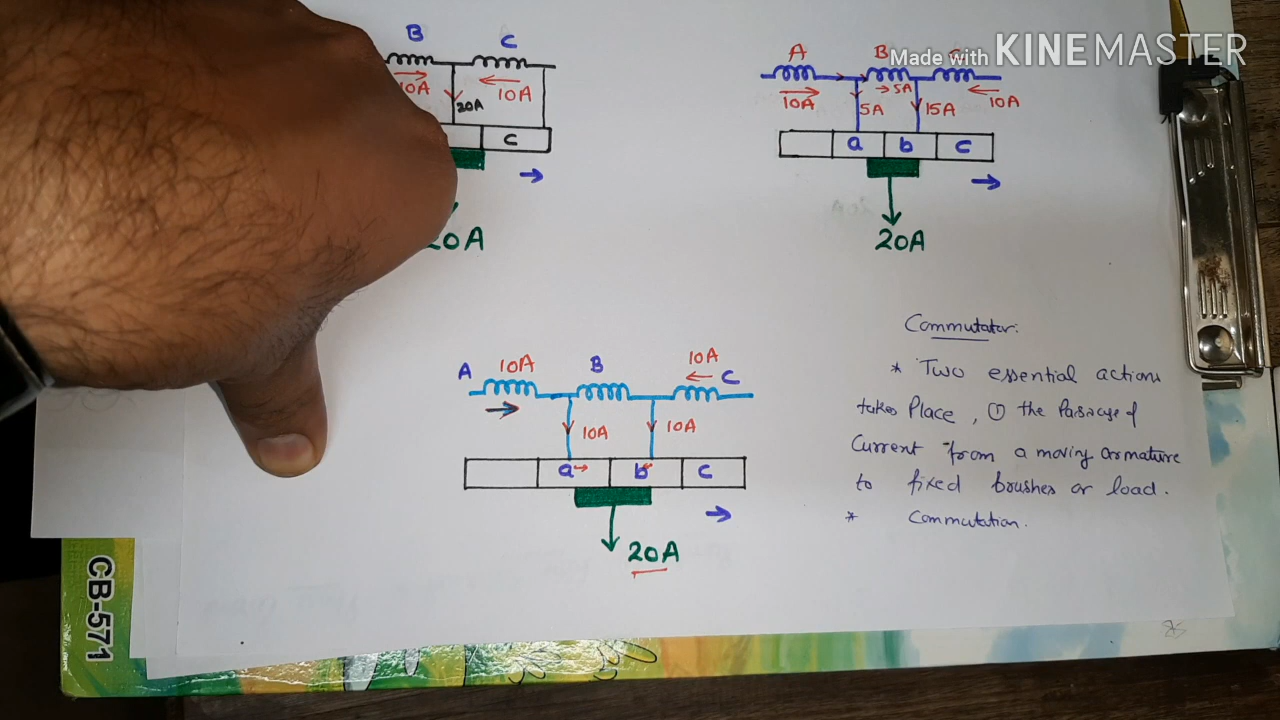 Made with KINEMASTER
B
C
10A
10A
20A
C
20A
A
B
10A
5A
10A
5A
15A
a
b
c
20A
A
10A
B
10A
C
10A
10A
a
b
c
20A
Commutator:
* Two essential actions
takes Place, ① the Passage of
Current from a moving armature
to fixed brushes or load.
* Commutation.
CB-571